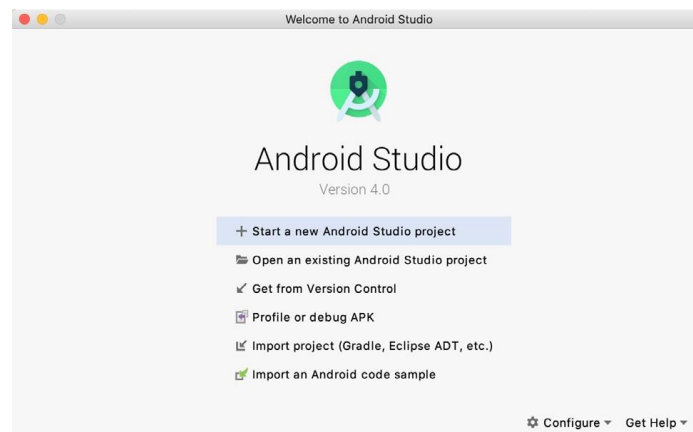 Welcome to Android Studio
Android Studio
Version 4.0
Start a new Android Studio project
Open an existing Android Studio project
Get from Version Control
Profile or debug APK
Import project (Gradle, Eclipse ADT, etc.)
Import an Android code sample
Configure Get Help